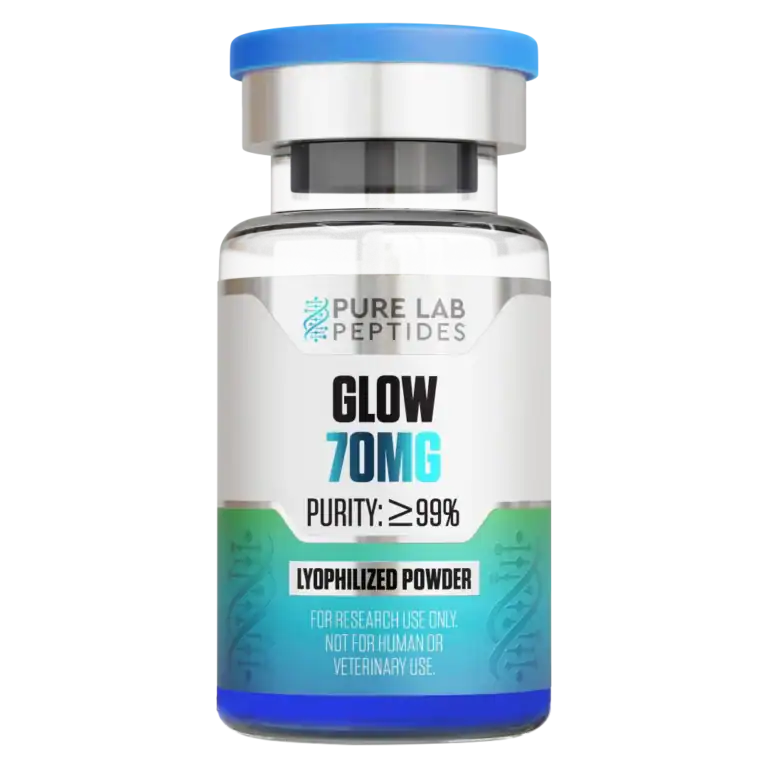 PURE LAB
PEPTIDES
GLOW
70MG
PURITY: ≥99%
LYOPHILIZED POWDER
FOR RESEARCH USE ONLY.
NOT FOR HUMAN OR
VETERINARY USE.